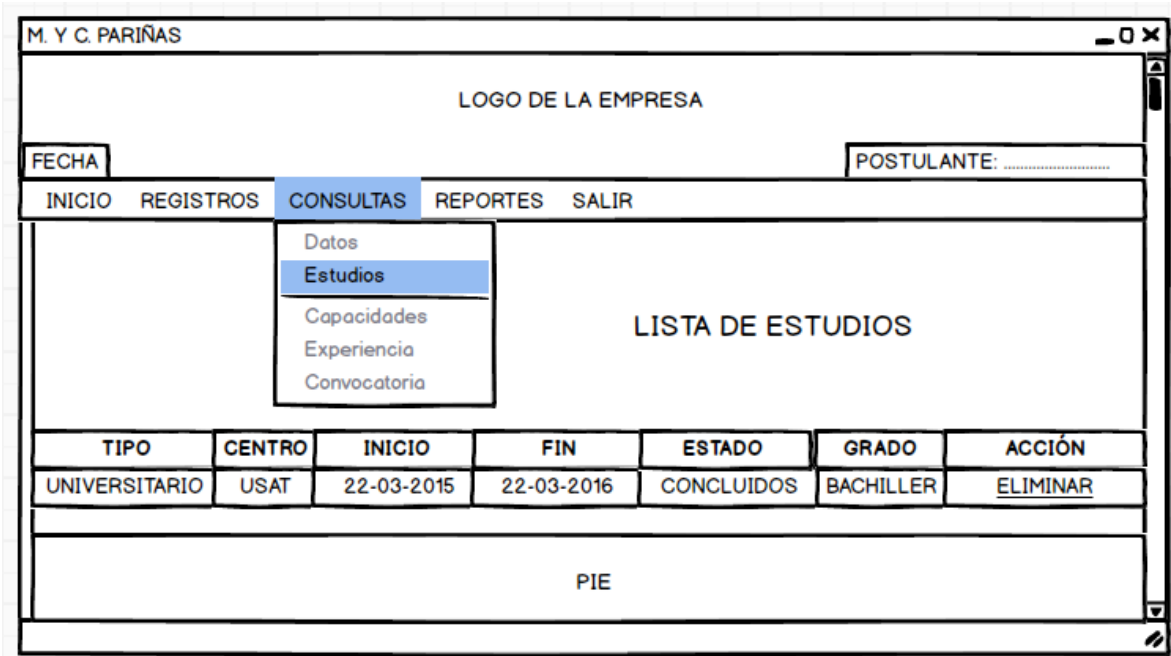 M. Y C. PARIÑAS
LOGO DE LA EMPRESA
FECHA
POSTULANTE: ............................
INICIO REGISTROS CONSULTAS REPORTES SALIR
Datos
Estudios
Capacidades
Experiencia
Convocatoria
LISTA DE ESTUDIOS
TIPO CENTRO INICIO FIN ESTADO GRADO ACCIÓN
UNIVERSITARIO USAT 22-03-2015 22-03-2016 CONCLUIDOS BACHILLER ELIMINAR
PIE